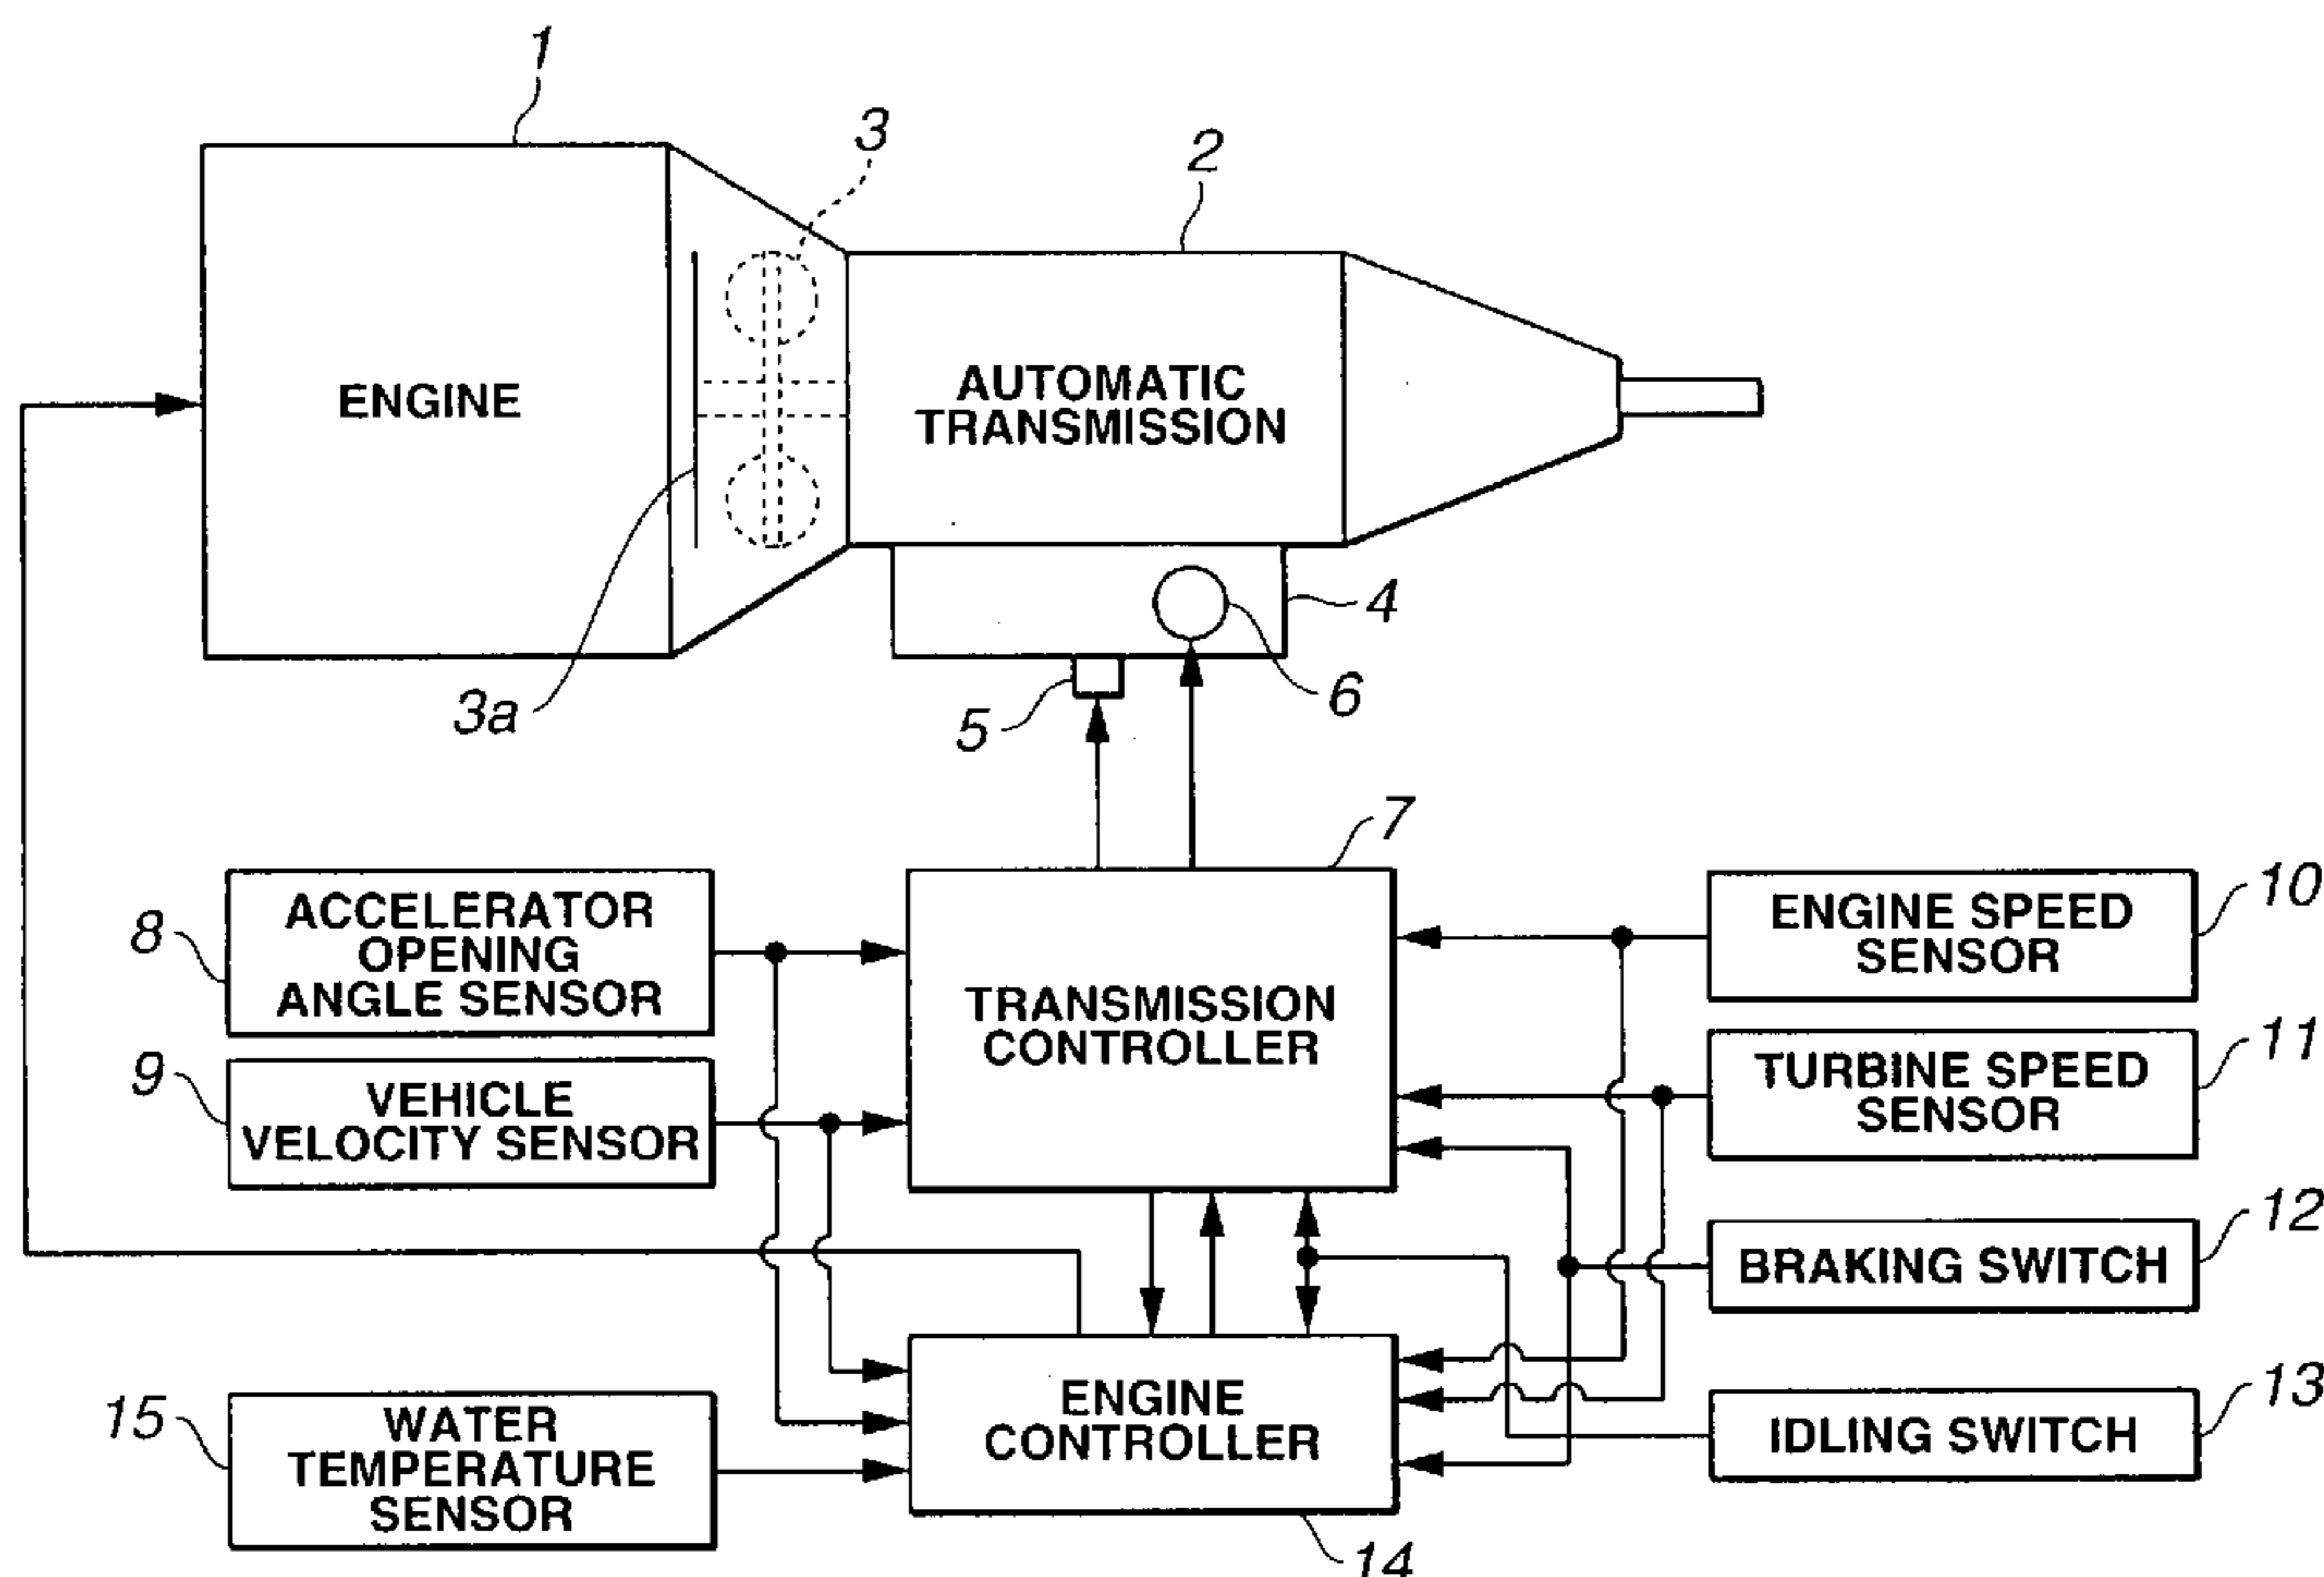 1
3
2
ENGINE
AUTOMATIC
TRANSMISSION
4
3a
5
6
7
8
ACCELERATOR
OPENING
ANGLE SENSOR
ENGINE SPEED
SENSOR
10
TRANSMISSION
CONTROLLER
9
VEHICLE
VELOCITY SENSOR
TURBINE SPEED
SENSOR
11
BRAKING SWITCH
12
15
WATER
TEMPERATURE
SENSOR
ENGINE
CONTROLLER
IDLING SWITCH
13
14